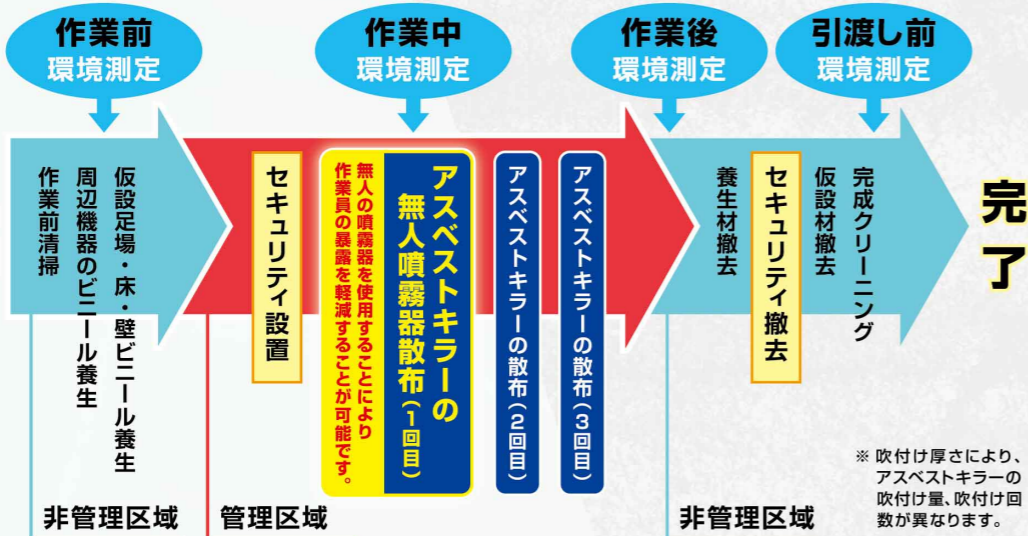 作業前
環境測定
作業中
環境測定
作業後
環境測定
引渡し前
環境測定
作業前清掃
周辺機器のビニール養生
仮設足場・床・壁ビニール養生
セキュリティ設置
アスベストキラーの
無人噴霧器散布(1回目)
無人の噴霧器を使用することにより
作業員の暴露を軽減することが可能です。
アスベストキラーの散布(2回目)
アスベストキラーの散布(3回目)
養生材撤去
セキュリティ撤去
仮設材撤去
完成クリーニング
完了
非管理区域
管理区域
非管理区域
※ 吹付け厚さにより、
アスベストキラーの
吹付け量、吹付け回
数が異なります。